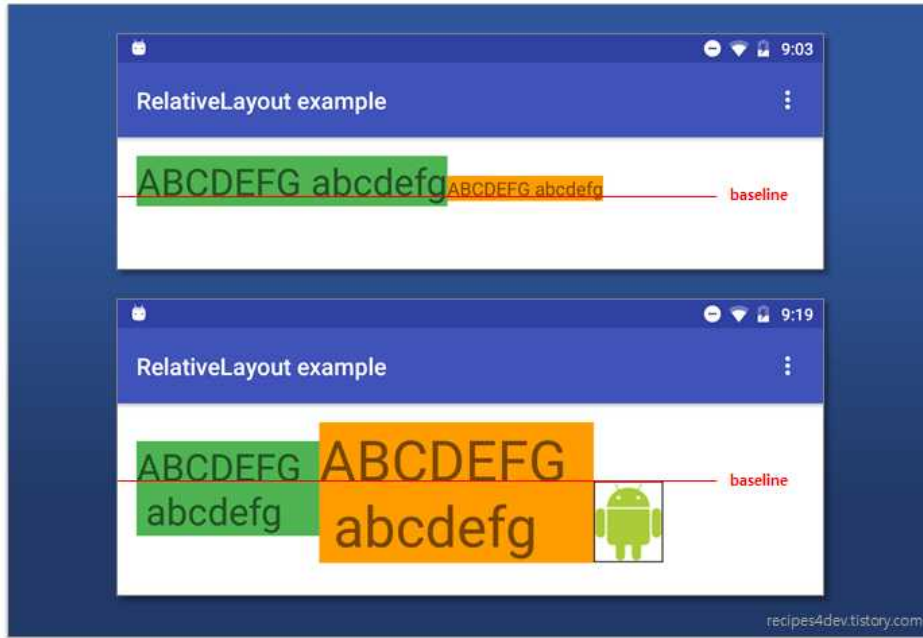 9:03
RelativeLayout example
ABCDEFG abcdefg
ABCDEFG abcdefg
baseline
9:19
RelativeLayout example
ABCDEFG
abcdefg
ABCDEFG
abcdefg
baseline
recipes4dev.tistory.com